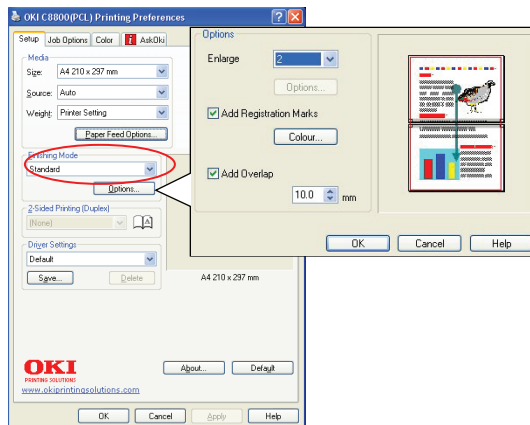 OKI C8800(PCL) Printing Preferences
Setup Job Options Color AskOki
Media
Size: A4 210 x 297 mm
Source: Auto
Weight: Printer Setting
Paper Feed Options...
Finishing Mode
Standard
Options...
2-Sided Printing (Duplex)
(None)
Driver Settings
Default
Save... Delete
A4 210 x 297 mm
OKI
PRINTING SOLUTIONS
www.okiprintingsolutions.com
About... Default
OK Cancel Apply Help
Options
Enlarge 2
Options...
Add Registration Marks
Colour...
Add Overlap
10.0 mm
OK Cancel Help